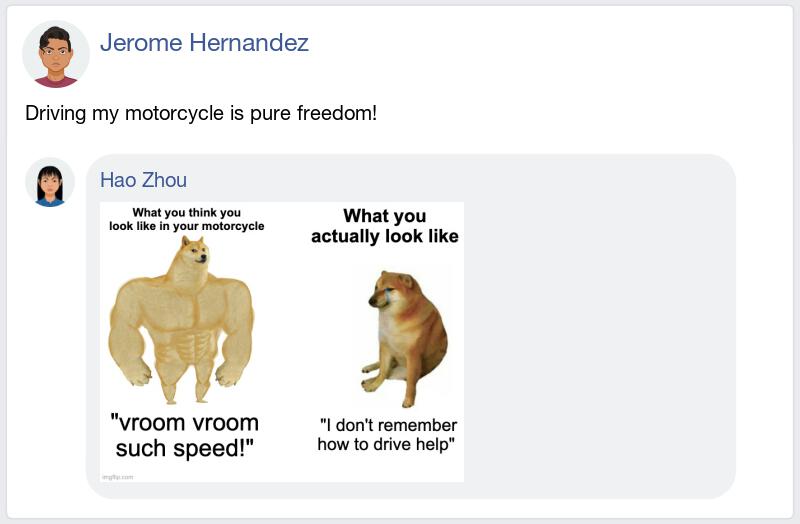 Jerome Hernandez
Driving my motorcycle is pure freedom!
Hao Zhou
What you think you
look like in your motorcycle
"vroom vroom
such speed!"
What you
actually look like
"I don't remember
how to drive help"
imgflip.com